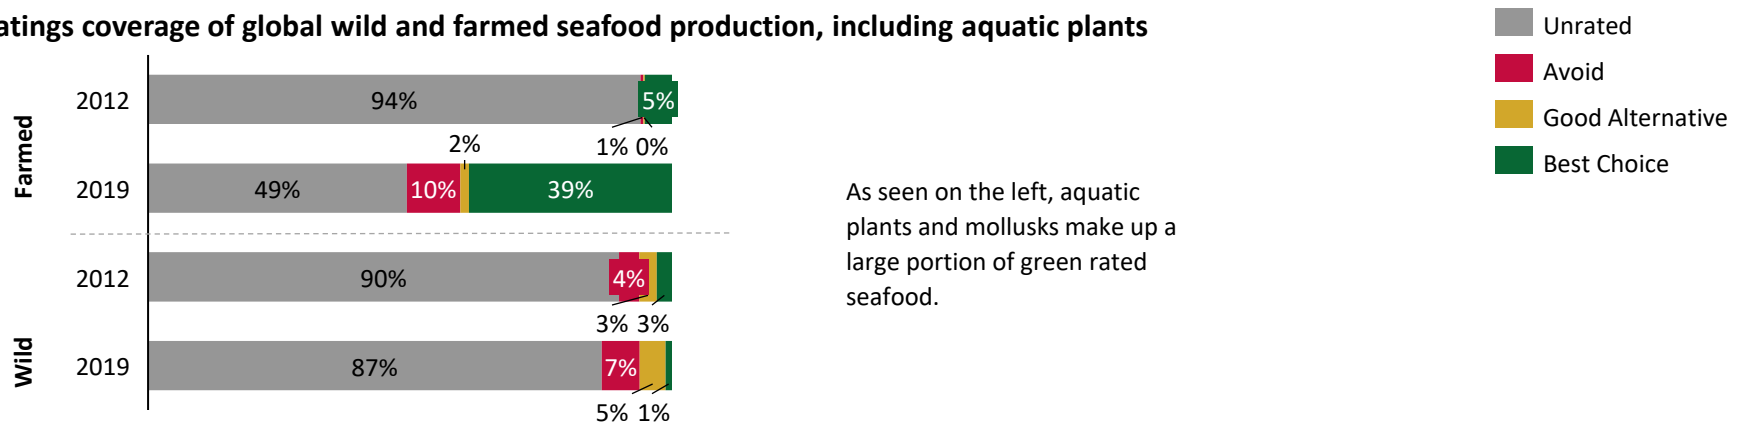 atings coverage of global wild and farmed seafood production, including aquatic plants
Unrated
Avoid
Good Alternative
Best Choice
Farmed
2012
94%
5%
1% 0%
2%
2019
49%
10%
39%
As seen on the left, aquatic
plants and mollusks make up a
large portion of green rated
seafood.
Wild
2012
90%
4%
3% 3%
2019
87%
7%
5% 1%